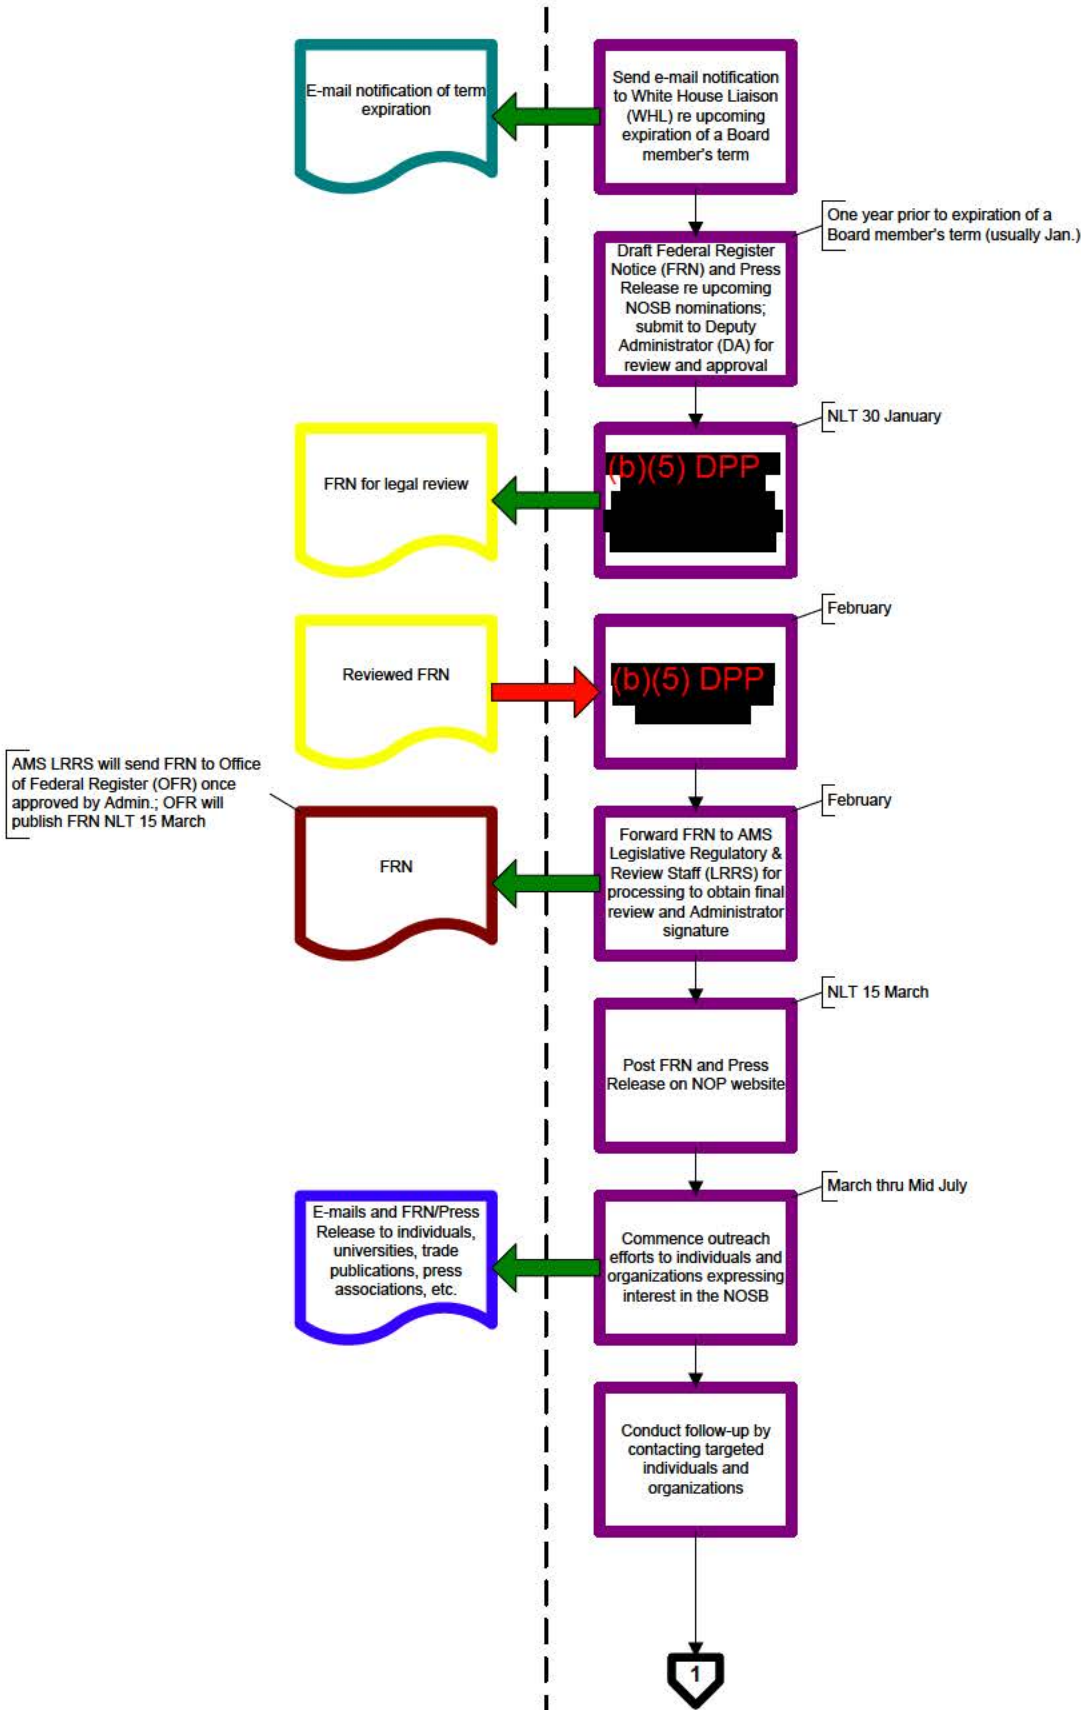 E-mail notification of term
expiration
Send e-mail notification
to White House Liaison
(WHL) re upcoming
expiration of a Board
member's term
One year prior to expiration of a
Board member's term (usually Jan.)
Draft Federal Register
Notice (FRN) and Press
Release re upcoming
NOSB nominations;
submit to Deputy
Administrator (DA) for
review and approval
NLT 30 January
FRN for legal review
(b)(5) DPP
February
Reviewed FRN
(b)(5) DPP
AMS LRRS will send FRN to Office
of Federal Register (OFR) once
approved by Admin.; OFR will
publish FRN NLT 15 March
February
FRN
Forward FRN to AMS
Legislative Regulatory &
Review Staff (LRRS) for
processing to obtain final
review and Administrator
signature
NLT 15 March
Post FRN and Press
Release on NOP website
March thru Mid July
E-mails and FRN/Press
Release to individuals,
universities, trade
publications, press
associations, etc.
Commence outreach
efforts to individuals and
organizations expressing
interest in the NOSB
Conduct follow-up by
contacting targeted
individuals and
organizations
1